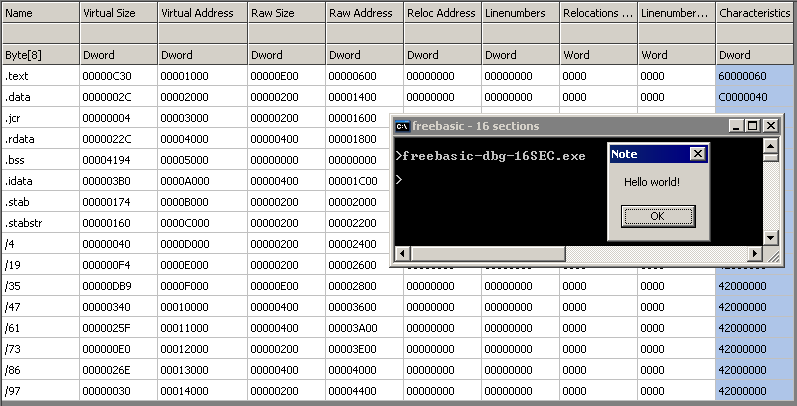 Name Virtual Size Virtual Address Raw Size Raw Address Reloc Address Linenumbers Relocations ... Linenumber... Characteristics
Byte[8] Dword Dword Dword Dword Dword Dword Word Word Dword
.text 00000C30 00001000 00000E00 00000600 00000000 00000000 0000 0000 60000060
.data 0000002C 00002000 00000200 00001400 00000000 00000000 0000 0000 C0000040
.jcr 00000004 00003000 00000200 00001600
.rdata 0000022C 00004000 00000400 00001800
.bss 00004194 00005000 00000000 00000000
.idata 000003B0 0000A000 00000400 00001C00
.stab 00000174 0000B000 00000200 00002000
.stabstr 00000160 0000C000 00000200 00002200
/4 00000040 0000D000 00000200 00002400
/19 000000F4 0000E000 00000200 00002600 42000000
/35 00000DB9 0000F000 00000E00 00002800 00000000 00000000 0000 0000 42000000
/47 00000340 00010000 00000400 00003600 00000000 00000000 0000 0000 42000000
/61 0000025F 00011000 00000400 00003A00 00000000 00000000 0000 0000 42000000
/73 000000E0 00012000 00000200 00003E00 00000000 00000000 0000 0000 42000000
/86 0000026E 00013000 00000400 00004000 00000000 00000000 0000 0000 42000000
/97 00000030 00014000 00000200 00004400 00000000 00000000 0000 0000 42000000
C:\ freebasic - 16 sections
>freebasic-dbg-16SEC.exe
>
Note
Hello world!
OK